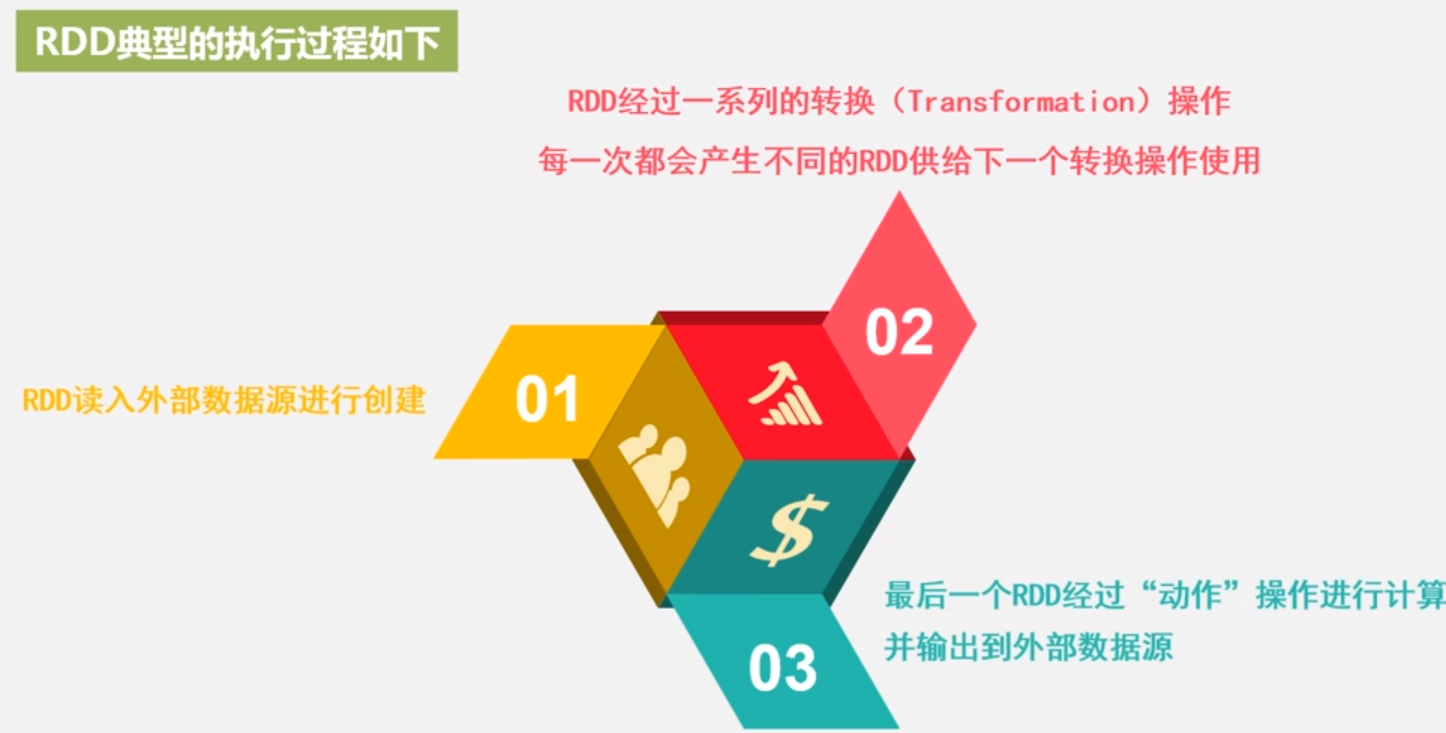 RDD典型的执行过程如下
RDD经过一系列的转换（Transformation）操作
每一次都会产生不同的RDD供给下一个转换操作使用
02
01
RDD读入外部数据源进行创建
$
最后一个RDD经过“动作”操作进行计算
并输出到外部数据源
03